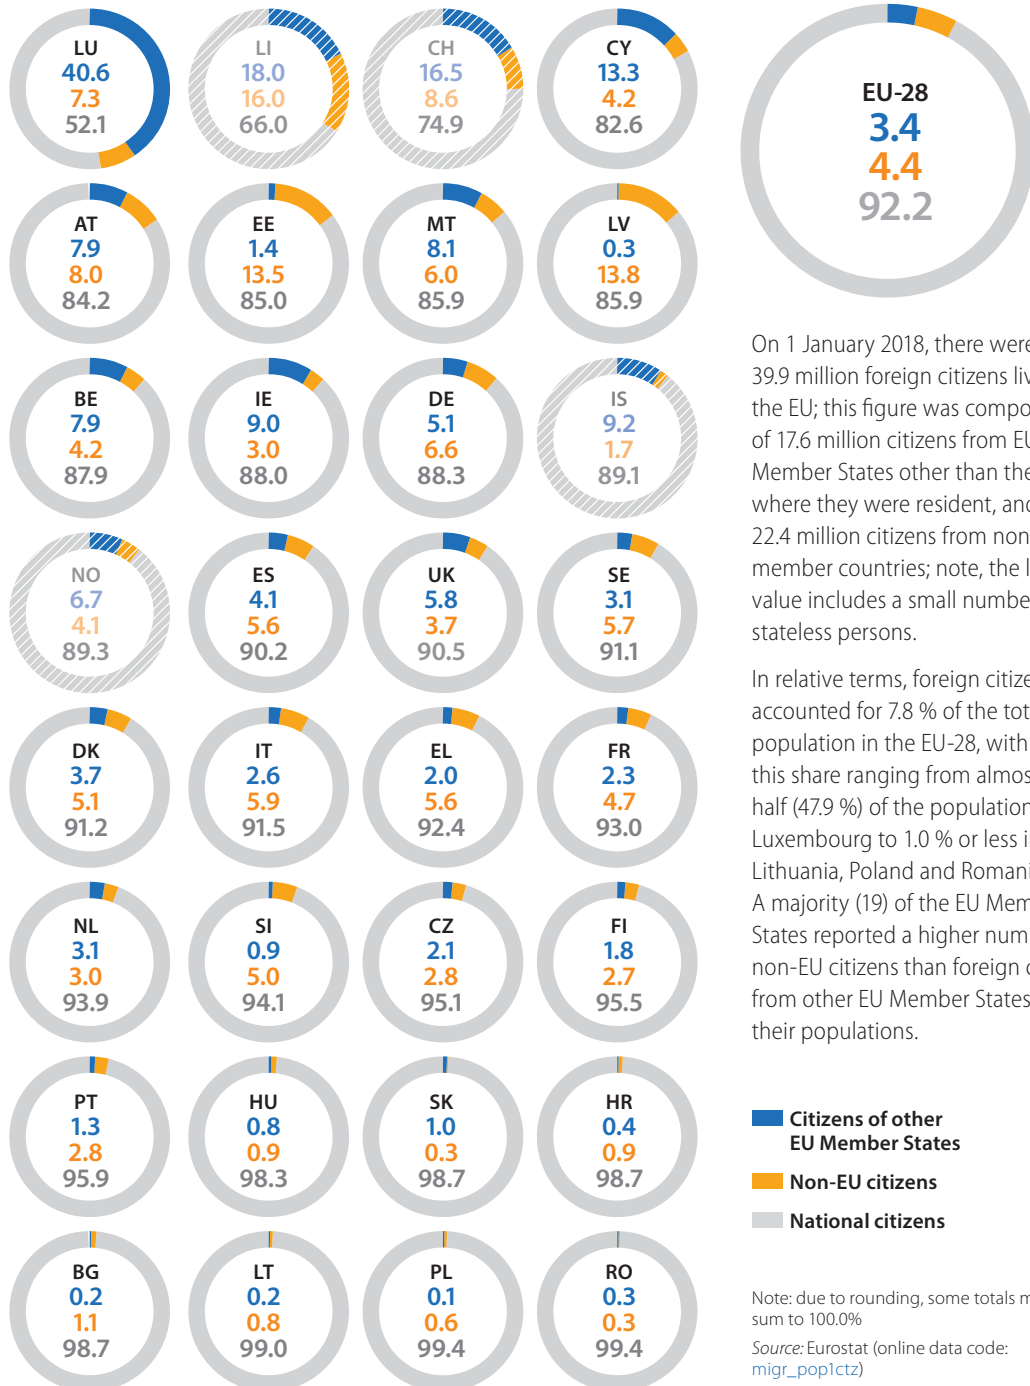 LU
40.6
7.3
52.1
LI
18.0
16.0
66.0
CH
16.5
8.6
74.9
CY
13.3
4.2
82.6
AT
7.9
8.0
84.2
EE
1.4
13.5
85.0
MT
8.1
6.0
85.9
LV
0.3
13.8
85.9
BE
7.9
4.2
87.9
IE
9.0
3.0
88.0
DE
5.1
6.6
88.3
IS
9.2
1.7
89.1
NO
6.7
4.1
89.3
ES
4.1
5.6
90.2
UK
5.8
3.7
90.5
SE
3.1
5.7
91.1
DK
3.7
5.1
91.2
IT
2.6
5.9
91.5
EL
2.0
5.6
92.4
FR
2.3
4.7
93.0
NL
3.1
3.0
93.9
SI
0.9
5.0
94.1
CZ
2.1
2.8
95.1
FI
1.8
2.7
95.5
PT
1.3
2.8
95.9
HU
0.8
0.9
98.3
SK
1.0
0.3
98.7
HR
0.4
0.9
98.7
BG
0.2
1.1
98.7
LT
0.2
0.8
99.0
PL
0.1
0.6
99.4
RO
0.3
0.3
99.4
EU-28
3.4
4.4
92.2
On 1 January 2018, there were
39.9 million foreign citizens
the EU; this figure was
of 17.6 million citizens from EU
Member States other than the
where they were resident, and
22.4 million citizens from non
member countries; note, the
value includes a small number
stateless persons.
In relative terms, foreign
accounted for 7.8 % of the
population in the EU-28, with
this share ranging from almost
half (47.9 %) of the population
Luxembourg to 1.0 % or less
Lithuania, Poland and
A majority (19) of the EU
States reported a higher
non-EU citizens than foreign
from other EU Member States
their populations.
Citizens of other
EU Member States
Non-EU citizens
National citizens
Note: due to rounding, some totals
sum to 100.0%
Source: Eurostat (online data code:
migr_pop1ctz)